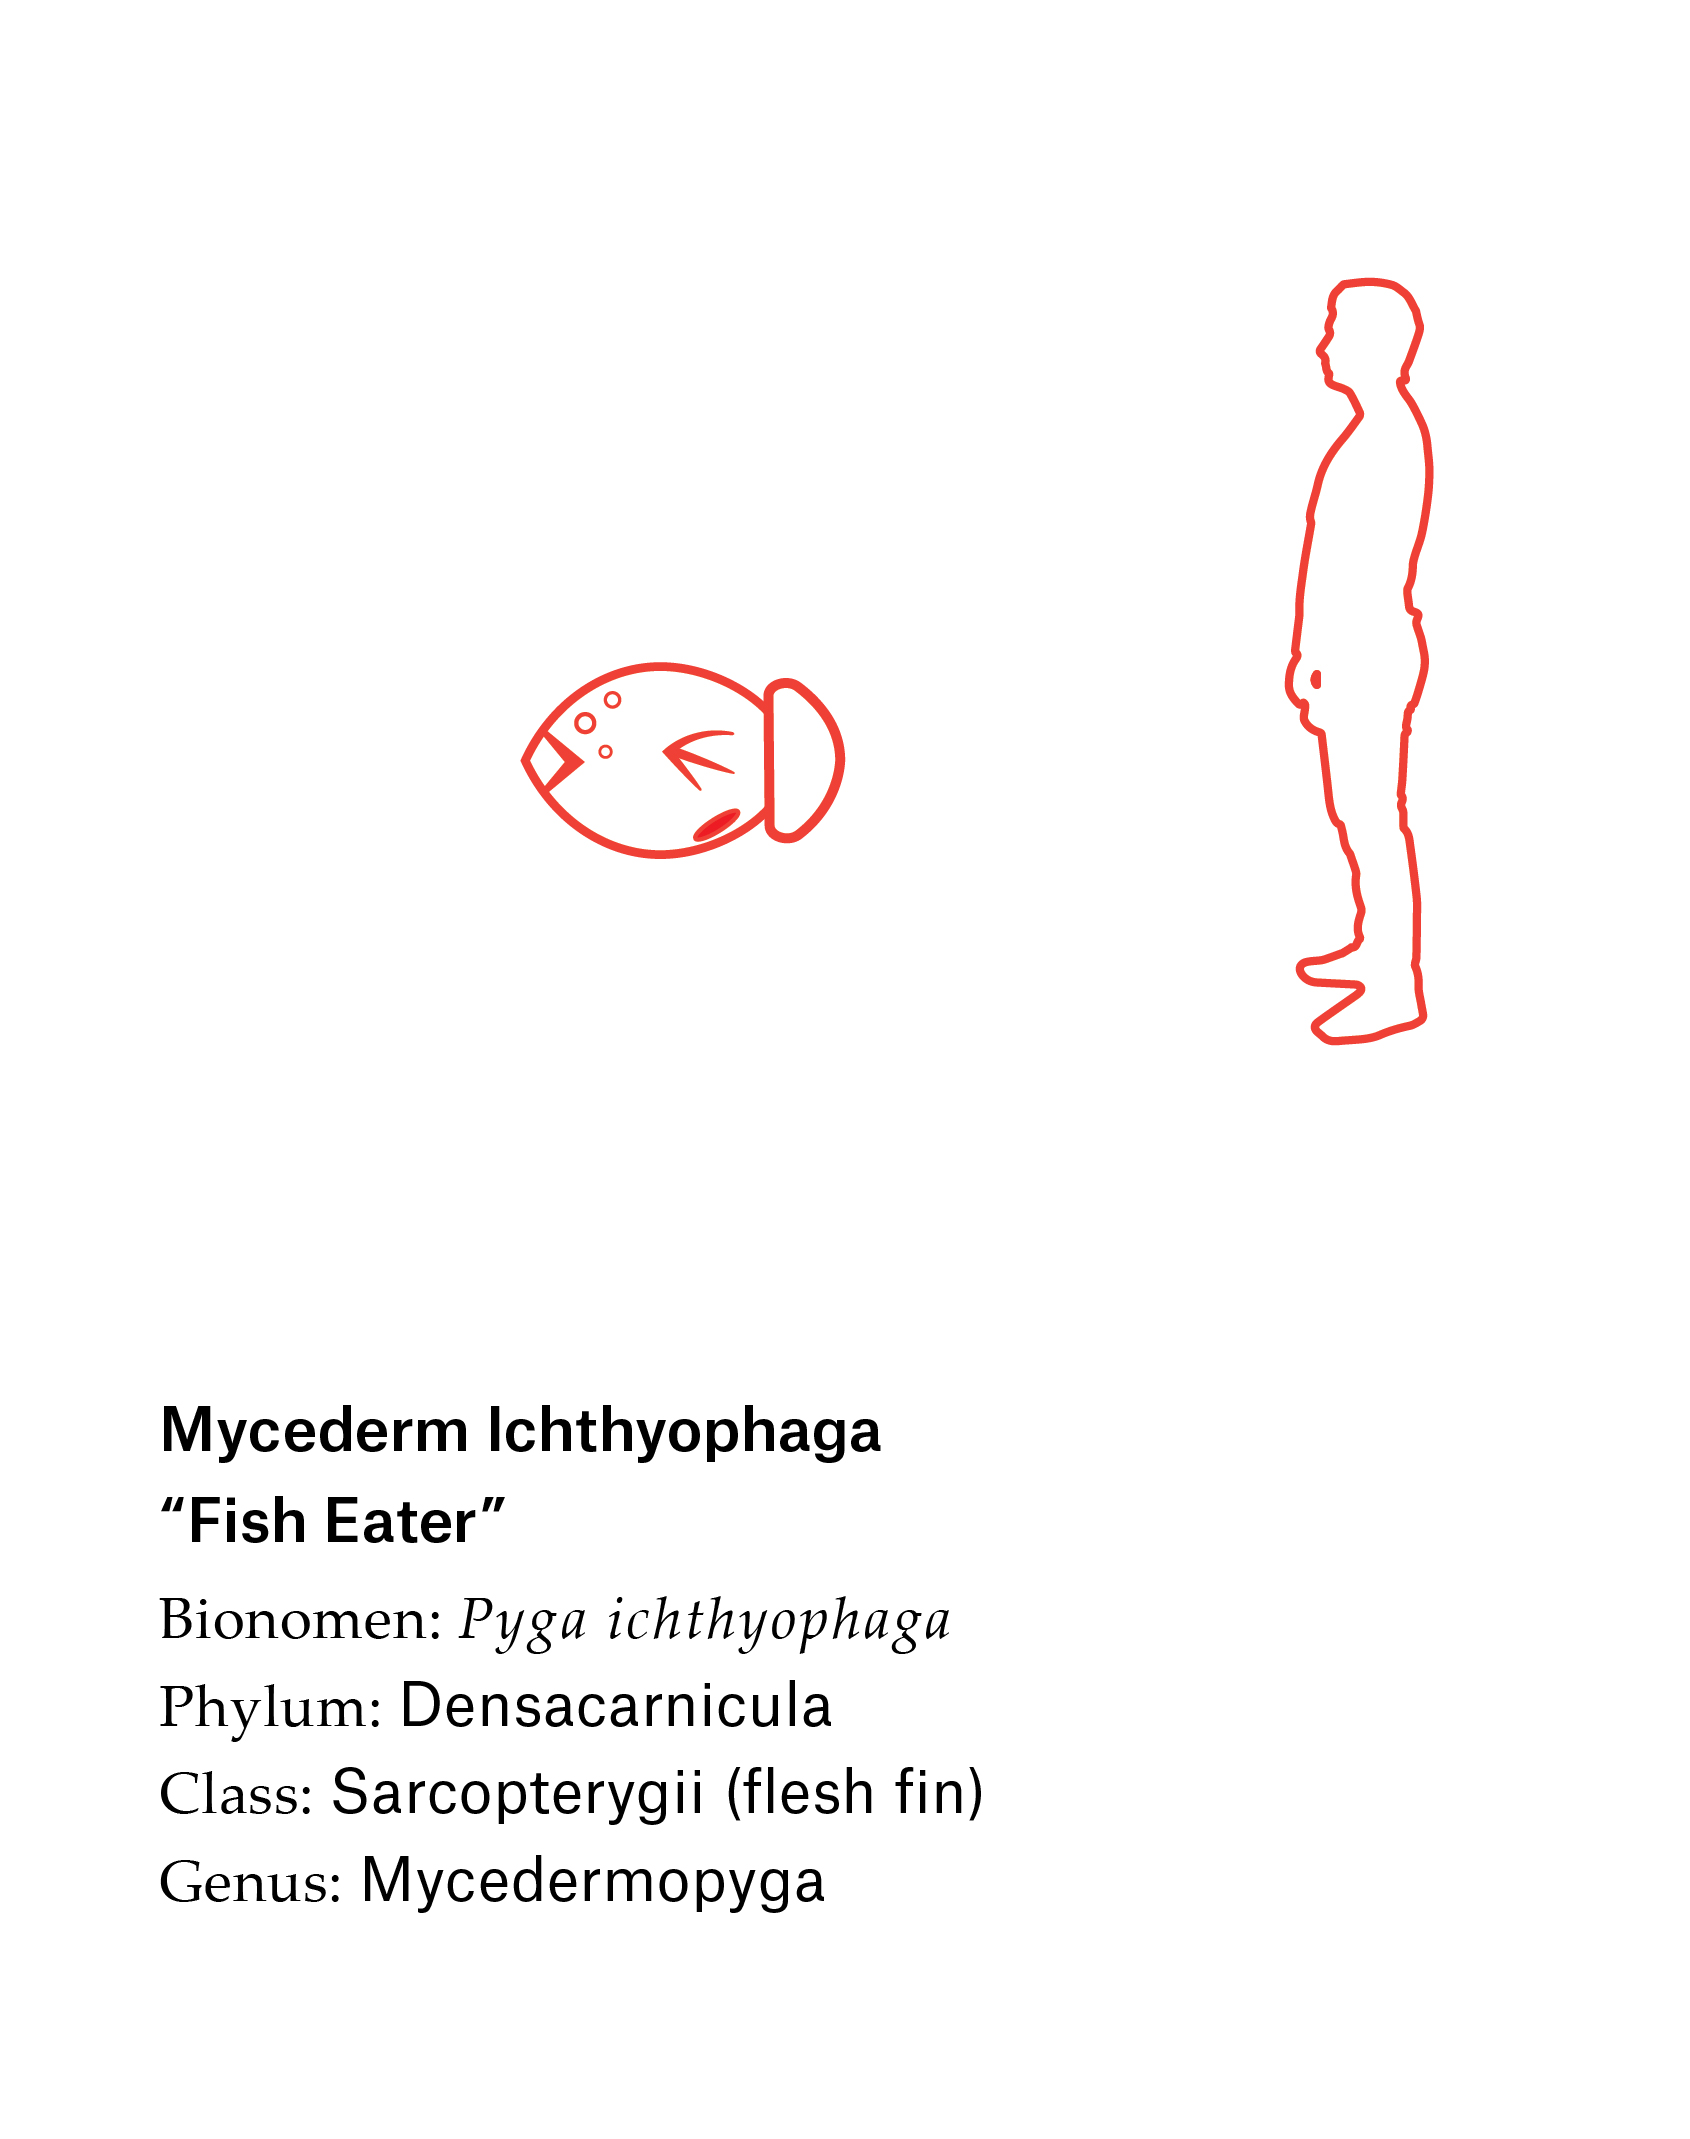 Mycederm Ichthyophaga
“Fish Eater”
Bionomen: Pyga ichthyophaga
Phylum: Densacarnicula
Class: Sarcopterygii (flesh fin)
Genus: Mycedermopyga